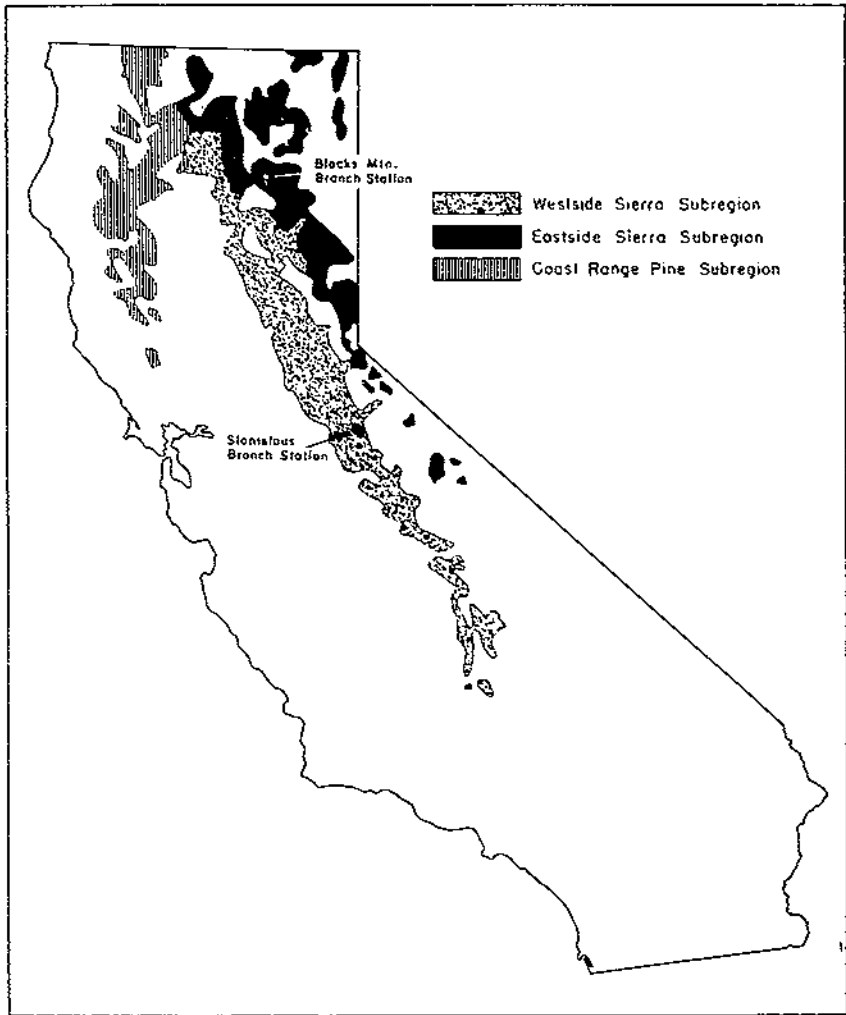 Blacks Mtn.
Branch Station
Westside Sierra Subregion
Eastside Sierra Subregion
Coast Range Pine Subregion
Stanislaus
Branch Station